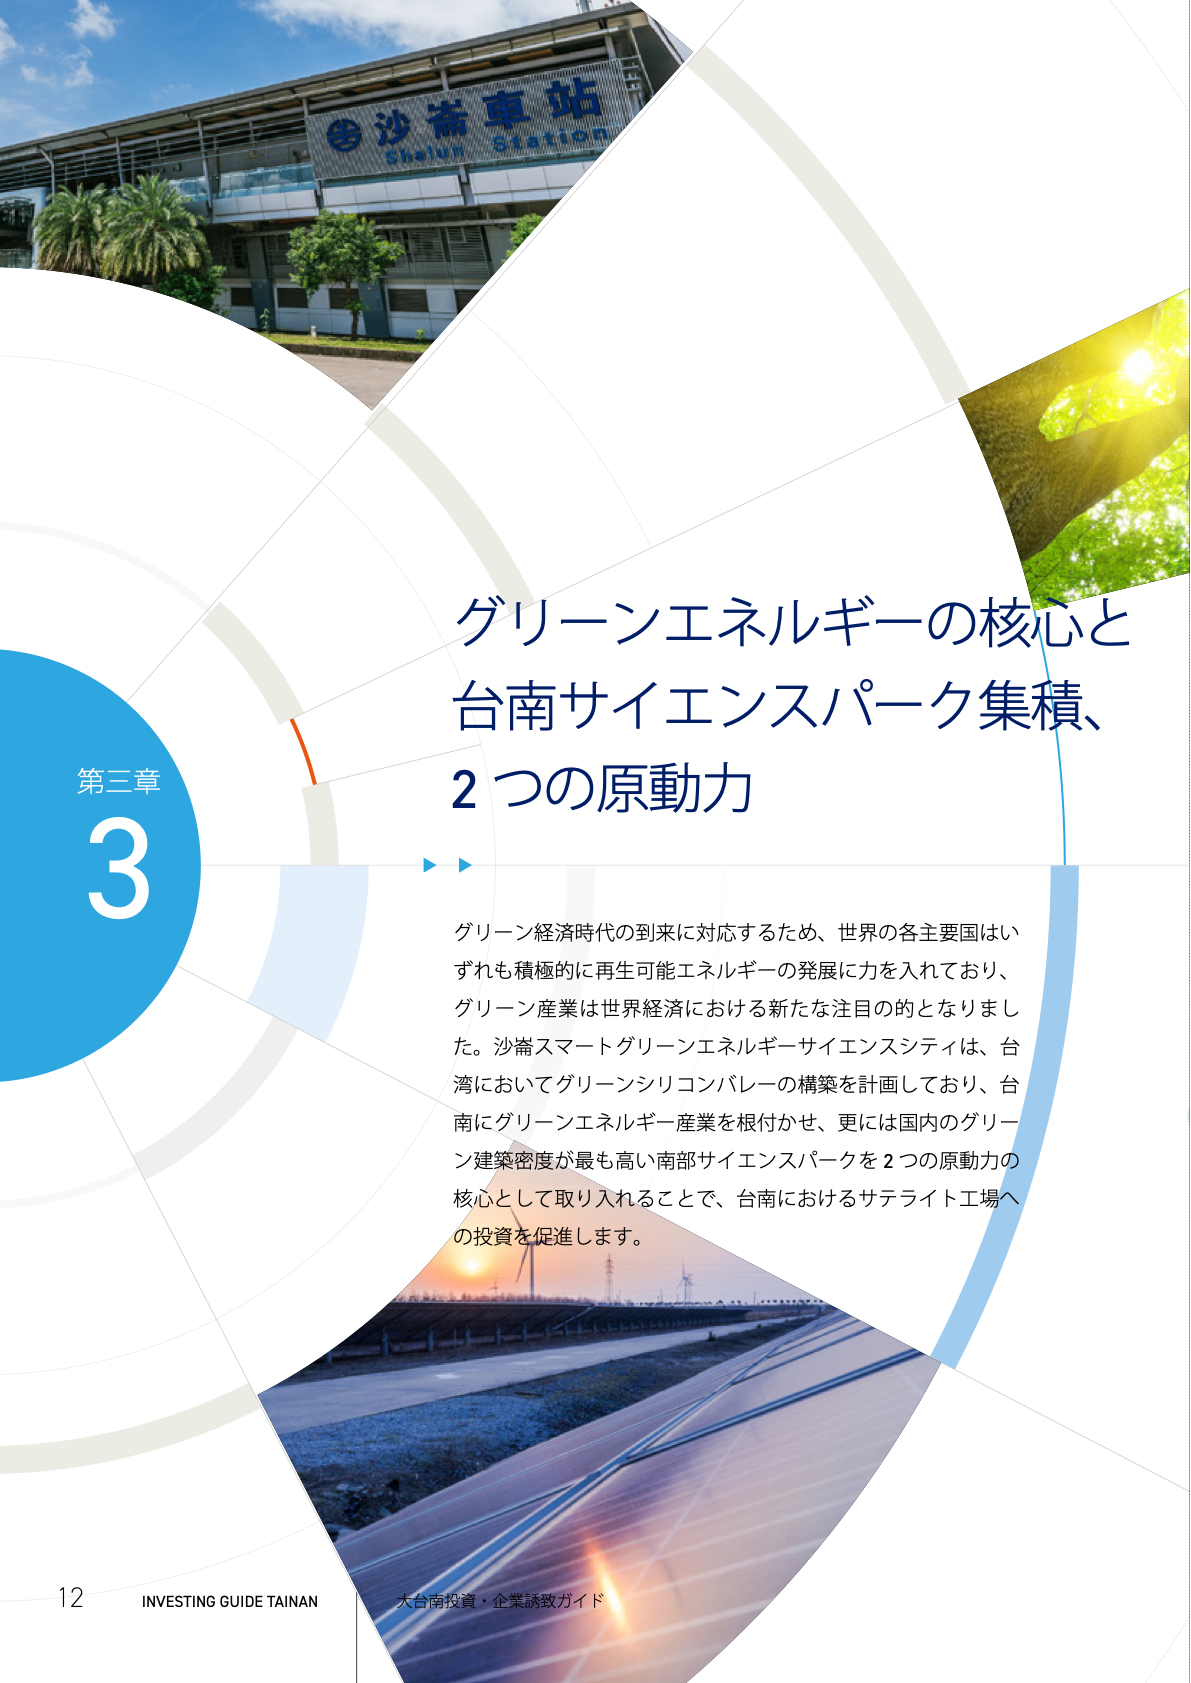 沙崙車站
Shalun Station
グリーンエネルギーの核心と
台南サイエンスパーク集積、
2 つの原動力
第三章
3
グリーン経済時代の到来に対応するため、世界の各主要国はい
ずれも積極的に再生可能エネルギーの発展に力を入れており、
グリーン産業は世界経済における新たな注目の的となりまし
た。沙崙スマートグリーンエネルギーサイエンスシティは、台
湾においてグリーンシリコンバレーの構築を計画しており、台
南にグリーンエネルギー産業を根付かせ、更には国内のグリー
ン建築密度が最も高い南部サイエンスパークを 2 つの原動力の
核心として取り入れることで、台南におけるサテライト工場へ
の投資を促進します。
12
INVESTING GUIDE TAINAN
大台南投資・企業誘致ガイド